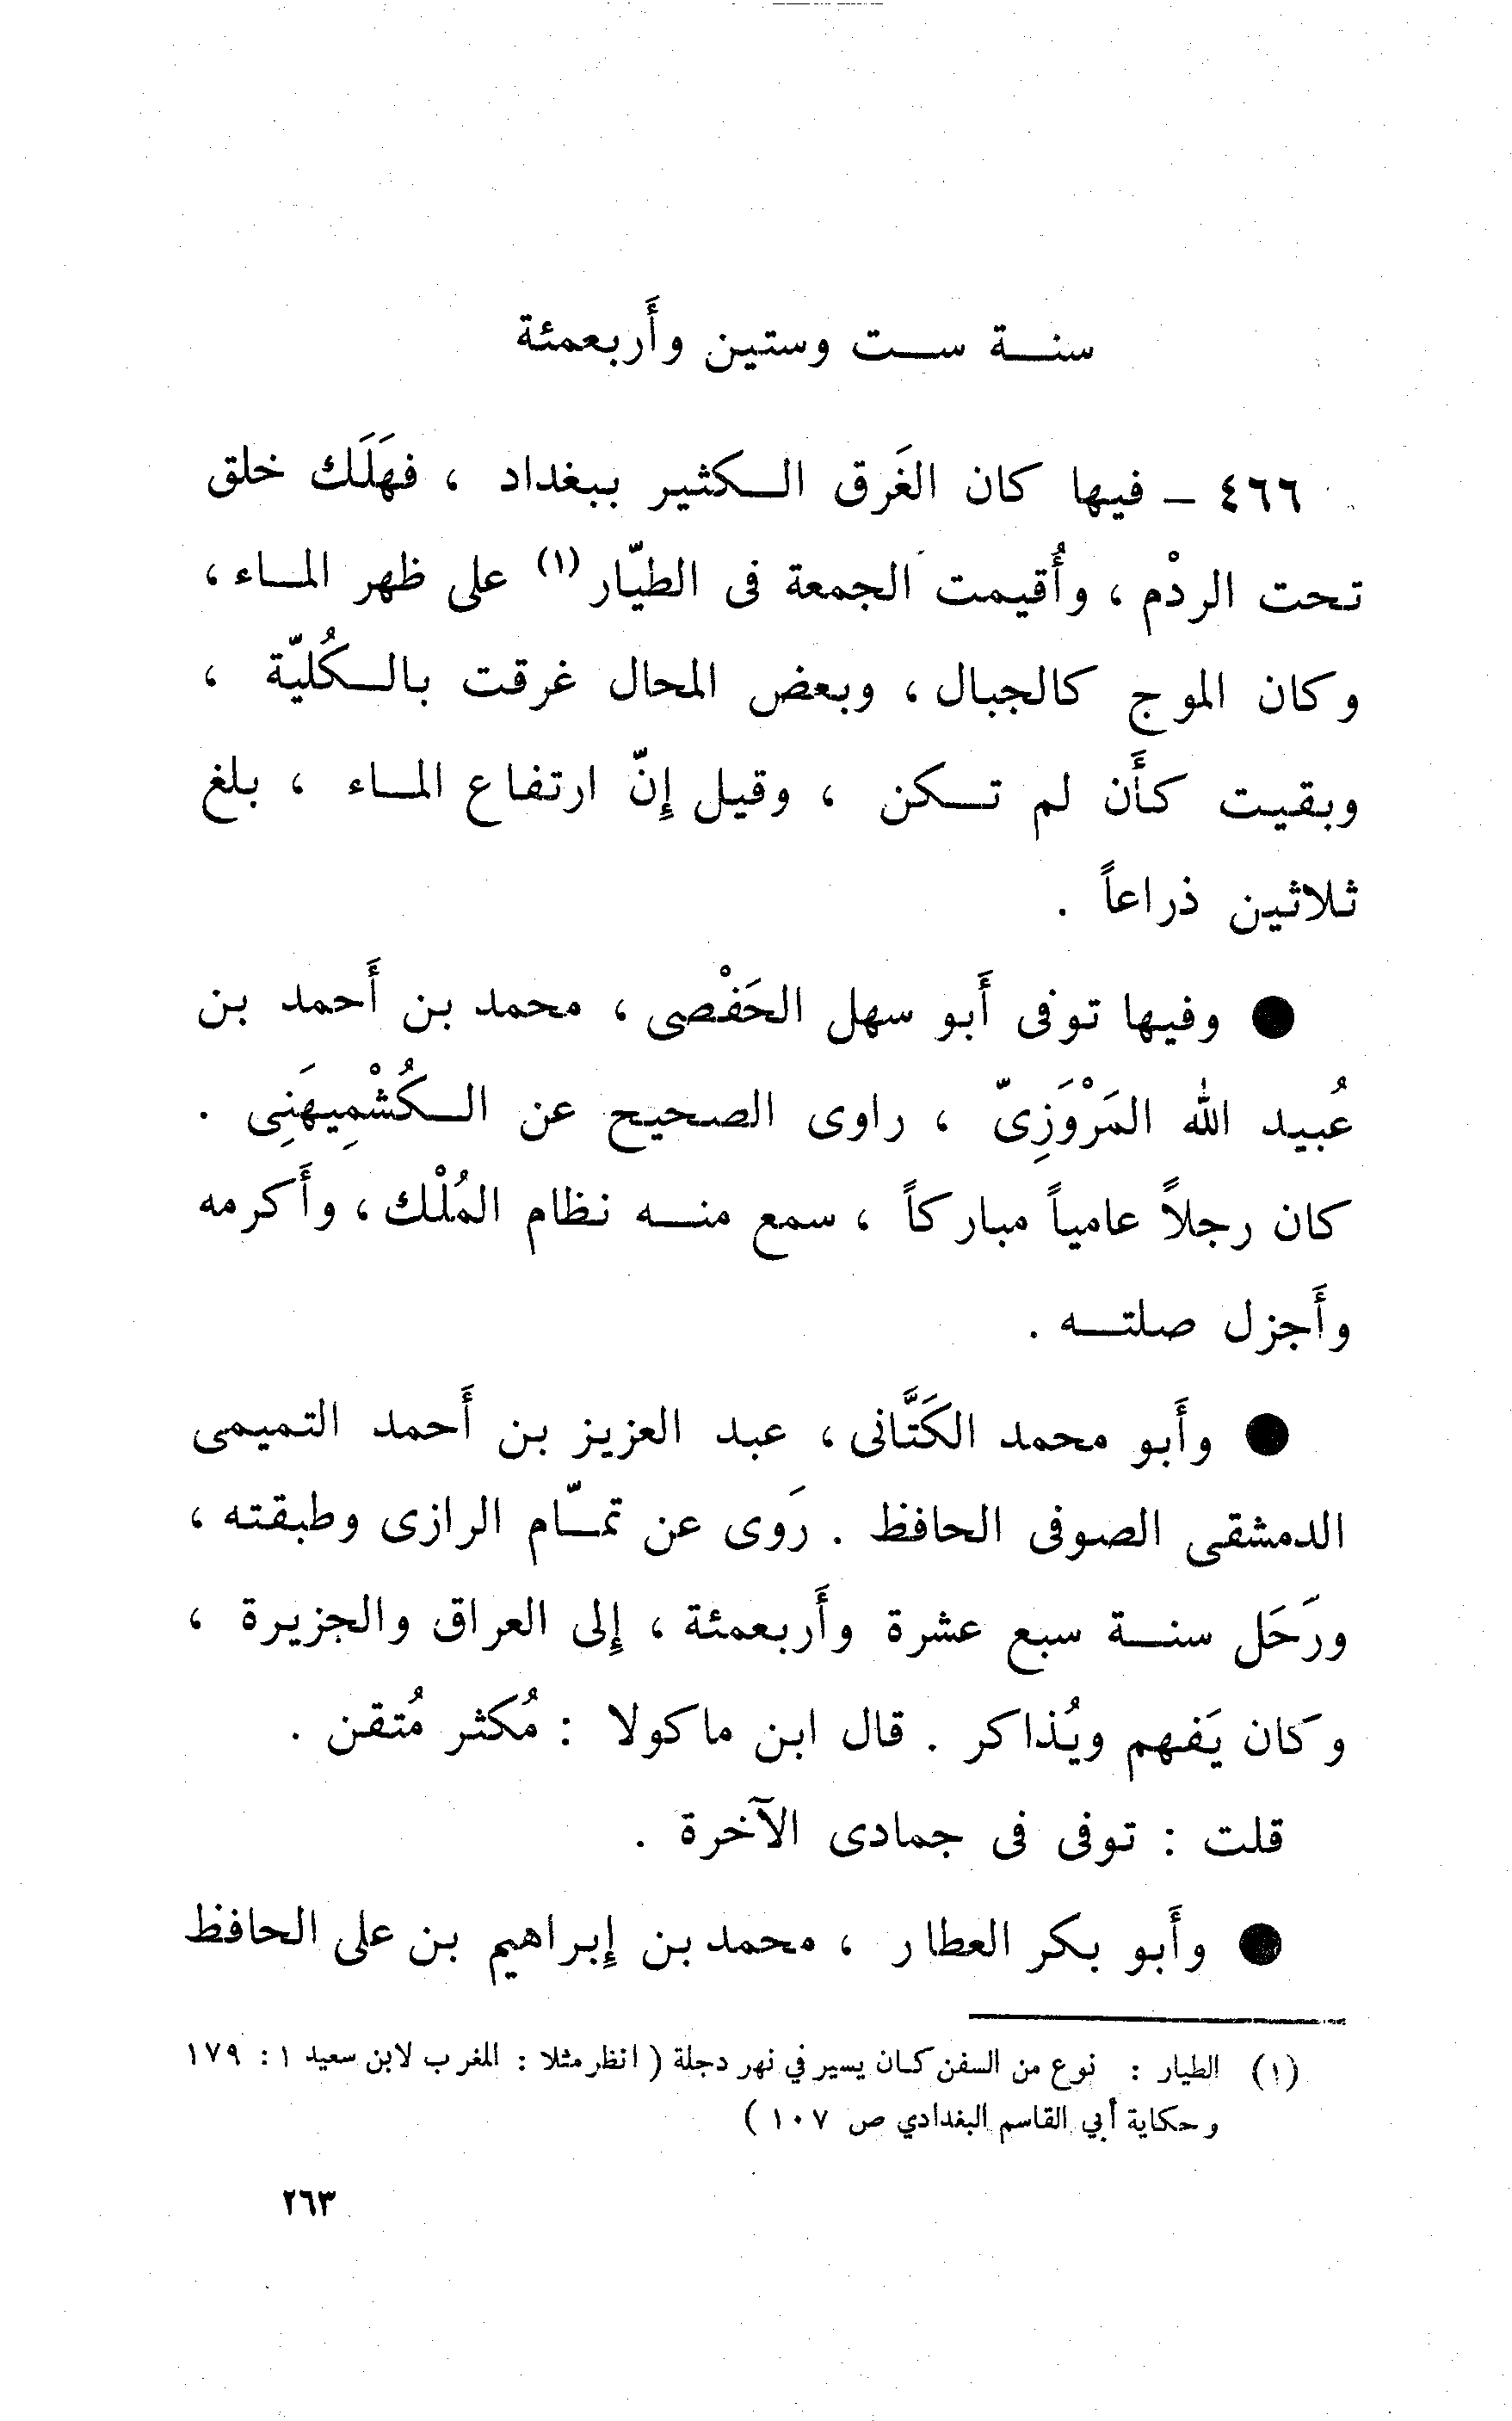 سنة ست وستين وأربعمئة
٤٦٦ – فيها كان الغَرق الكثير ببغداد ، فهَلَك خلق
تحت الردْم ، وأُقيمت الجمعة فى الطيّار (١) على ظهر الماء ،
وكان الموج كالجبال ، وبعض المحال غرقت بالكُليّة ،
وبقيت كأَن لم تكن ، وقيل إنّ ارتفاع الماء ، بلغ
ثلاثين ذراعاً .
● وفيها توفى أَبو سهل الحَفْصى ، محمد بن أَحمد بن
عُبيد الله المَرْوَزِىّ ، راوى الصحيح عن الكُشْمِيهَنِى .
كان رجلاً عامياً مباركاً ، سمع منه نظام المُلْك ، وأَكرمه
وأَجزل صلته .
● وأَبو محمد الكَتَّانى ، عبد العزيز بن أَحمد التميمى
الدمشقى الصوفى الحافظ . رَوى عن تمّام الرازى وطبقته ،
ورَحَل سنة سبع عشرة وأَربعمئة ، إلى العراق والجزيرة ،
وكان يَفهم ويُذاكر . قال ابن ماكولا : مُكثر مُتقن .
قلت : توفى فى جمادى الآخرة .
● وأَبو بكر العطار ، محمد بن إبراهيم بن على الحافظ
(١) الطيار : نوع من السفن كان يسير في نهر دجلة ( انظر مثلا : المغرب لابن سعيد ١ : ١٧٩
وحكاية أبي القاسم البغدادي ص ١٠٧ )
٢٦٣